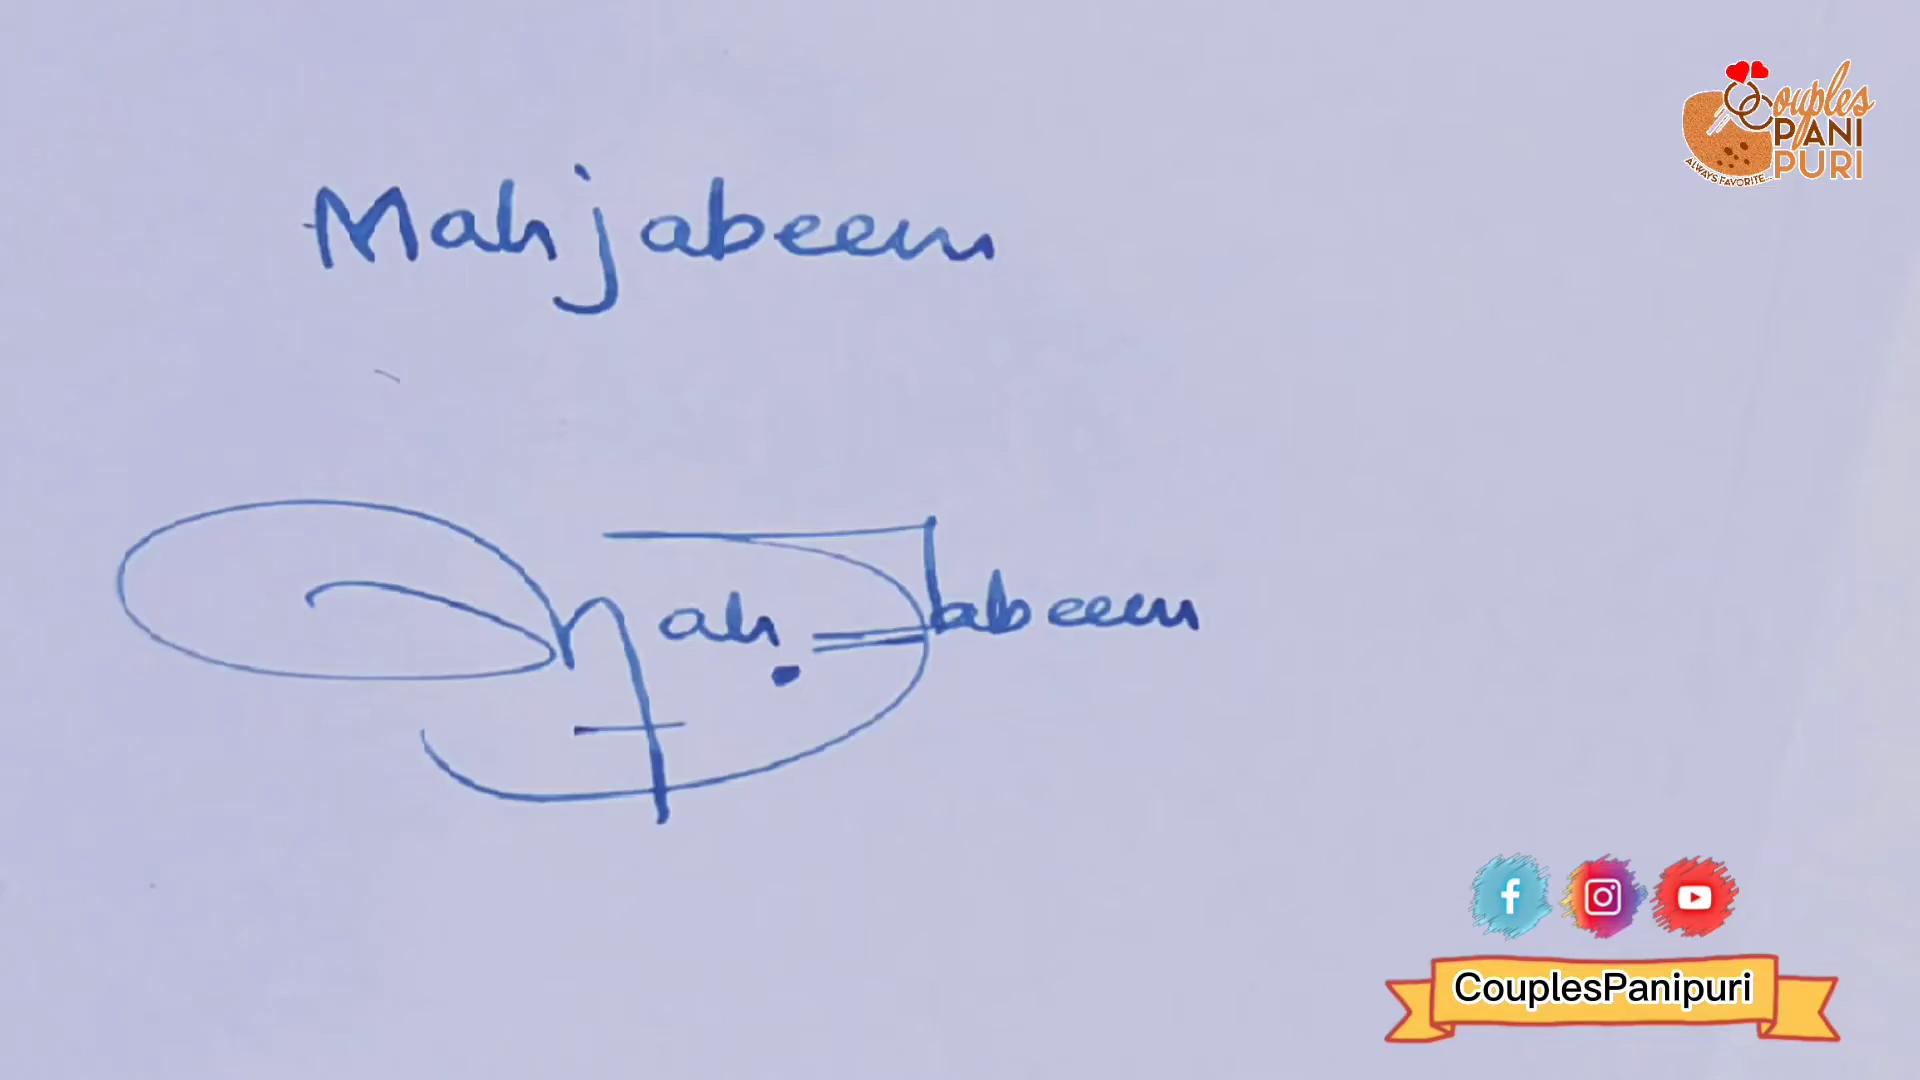 Couples
PANI
PURI
ALWAYS FAVORITE...
Mahjabeen
Mah Jabeen
CouplesPanipuri